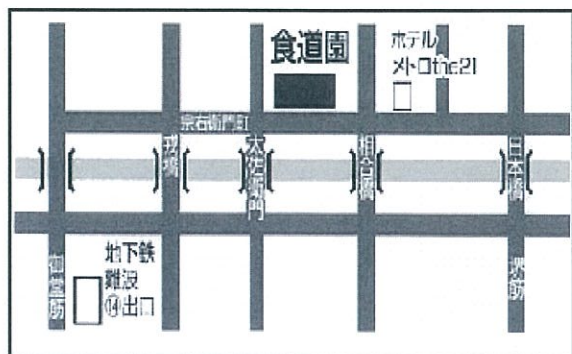 食道園
ホテル
メトロthe21
宗右衛門町
戎橋
太左衛門
相合橋
日本橋
御堂筋
地下鉄
難波
⑭出口
堺筋